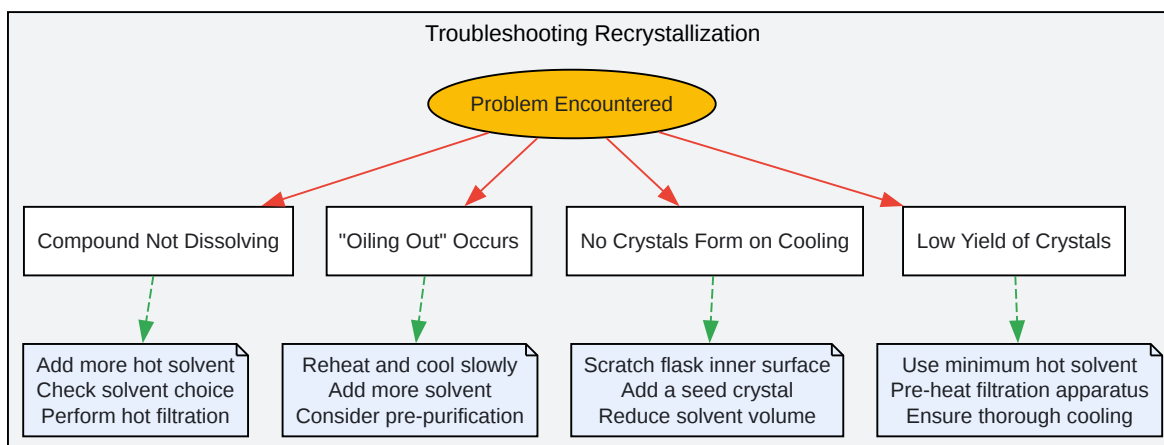 Troubleshooting Recrystallization
Problem Encountered
Compound Not Dissolving
"Oiling Out" Occurs
No Crystals Form on Cooling
Low Yield of Crystals
Add more hot solvent
Check solvent choice
Perform hot filtration
Reheat and cool slowly
Add more solvent
Consider pre-purification
Scratch flask inner surface
Add a seed crystal
Reduce solvent volume
Use minimum hot solvent
Pre-heat filtration apparatus
Ensure thorough cooling